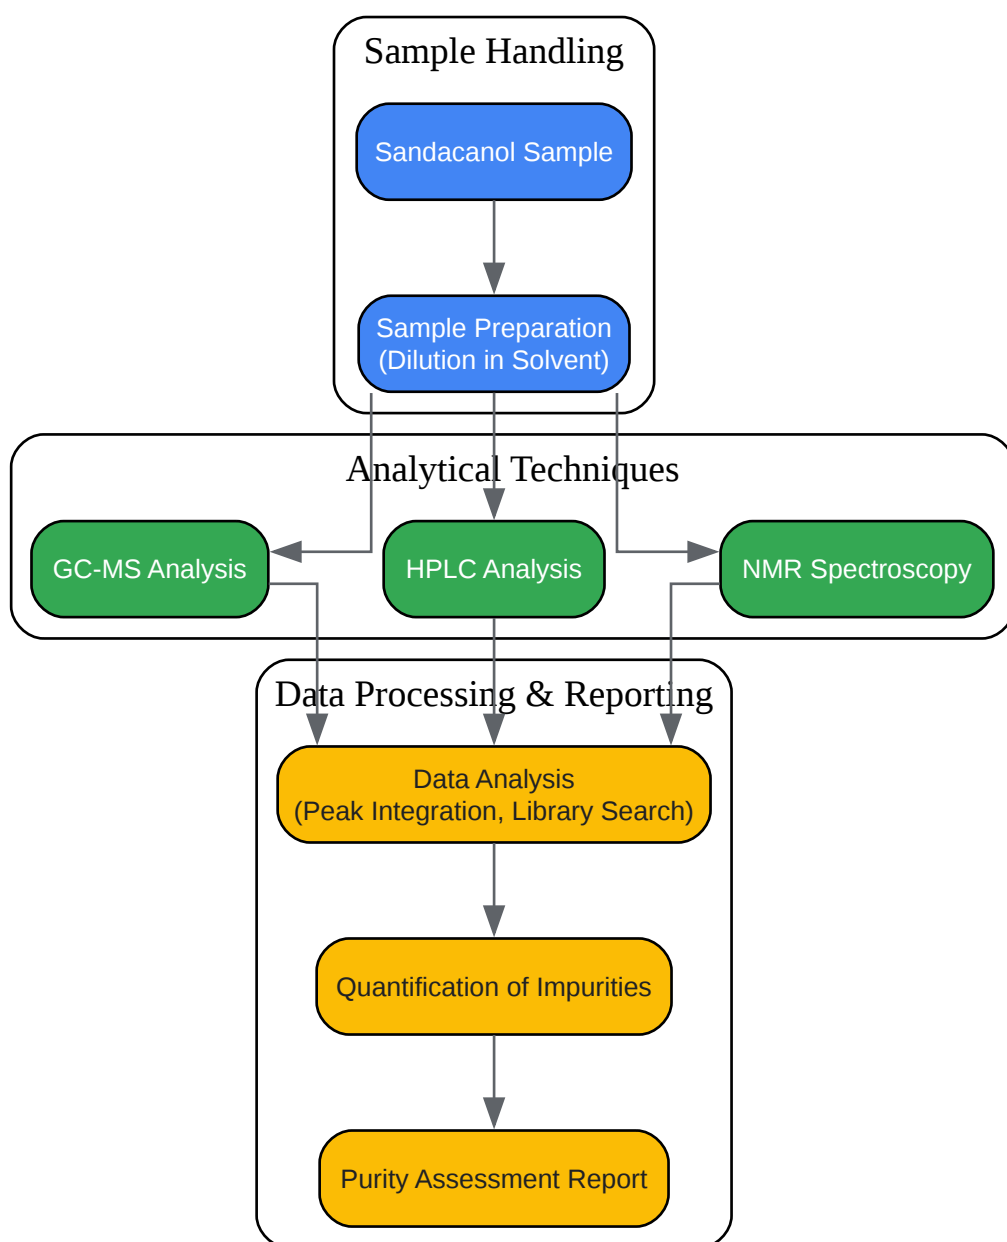 Sample Handling
Sandacanol Sample
Sample Preparation
(Dilution in Solvent)
Analytical Techniques
GC-MS Analysis
HPLC Analysis
NMR Spectroscopy
Data Processing & Reporting
Data Analysis
(Peak Integration, Library Search)
Quantification of Impurities
Purity Assessment Report